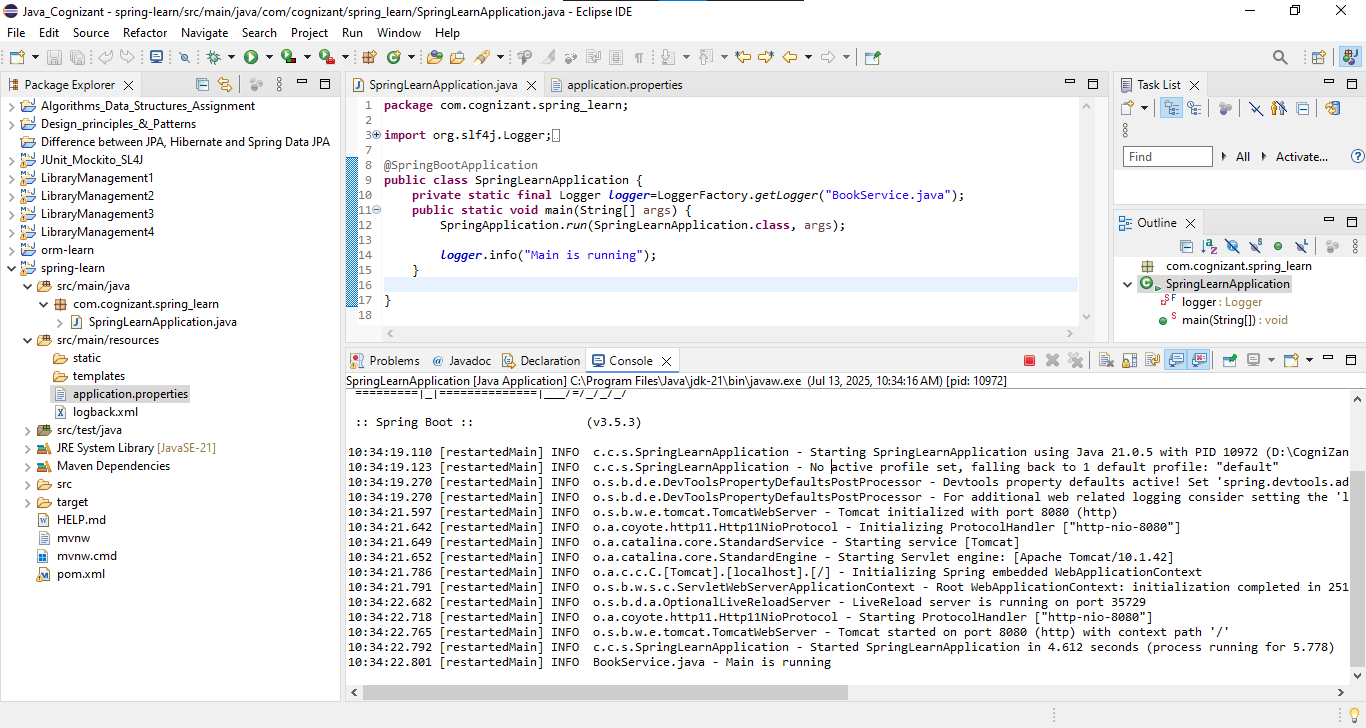 Java_Cognizant - spring-learn/src/main/java/com/cognizant/spring_learn/SpringLearnApplication.java - Eclipse IDE
File Edit Source Refactor Navigate Search Project Run Window Help
Package Explorer
Algorithms_Data_Structures_Assignment
Design_principles_&_Patterns
Difference between JPA, Hibernate and Spring Data JPA
JUnit_Mockito_SL4J
LibraryManagement1
LibraryManagement2
LibraryManagement3
LibraryManagement4
orm-learn
spring-learn
src/main/java
com.cognizant.spring_learn
SpringLearnApplication.java
src/main/resources
static
templates
application.properties
logback.xml
src/test/java
JRE System Library [JavaSE-21]
Maven Dependencies
src
target
HELP.md
mvnw
mvnw.cmd
pom.xml
SpringLearnApplication.java application.properties
1 package com.cognizant.spring_learn;
2
3 import org.slf4j.Logger;
7
8 @SpringBootApplication
9 public class SpringLearnApplication {
10 private static final Logger logger=LoggerFactory.getLogger("BookService.java");
11 public static void main(String[] args) {
12 SpringApplication.run(SpringLearnApplication.class, args);
13
14 logger.info("Main is running");
15 }
16
17 }
18
Task List
Find All Activate...
Outline
com.cognizant.spring_learn
SpringLearnApplication
logger : Logger
main(String[]) : void
Problems Javadoc Declaration Console
SpringLearnApplication [Java Application] C:\Program Files\Java\jdk-21\bin\javaw.exe (Jul 13, 2025, 10:34:16 AM) [pid: 10972]
=========|_|==============|___/=/_/_/_/
:: Spring Boot :: (v3.5.3)
10:34:19.110 [restartedMain] INFO c.c.s.SpringLearnApplication - Starting SpringLearnApplication using Java 21.0.5 with PID 10972 (D:\CogniZan
10:34:19.123 [restartedMain] INFO c.c.s.SpringLearnApplication - No active profile set, falling back to 1 default profile: "default"
10:34:19.270 [restartedMain] INFO o.s.b.d.e.DevToolsPropertyDefaultsPostProcessor - Devtools property defaults active! Set 'spring.devtools.ad
10:34:19.270 [restartedMain] INFO o.s.b.d.e.DevToolsPropertyDefaultsPostProcessor - For additional web related logging consider setting the 'l
10:34:21.597 [restartedMain] INFO o.s.b.w.e.tomcat.TomcatWebServer - Tomcat initialized with port 8080 (http)
10:34:21.642 [restartedMain] INFO o.a.coyote.http11.Http11NioProtocol - Initializing ProtocolHandler ["http-nio-8080"]
10:34:21.649 [restartedMain] INFO o.a.catalina.core.StandardService - Starting service [Tomcat]
10:34:21.652 [restartedMain] INFO o.a.catalina.core.StandardEngine - Starting Servlet engine: [Apache Tomcat/10.1.42]
10:34:21.786 [restartedMain] INFO o.a.c.c.C.[Tomcat].[localhost].[/] - Initializing Spring embedded WebApplicationContext
10:34:21.791 [restartedMain] INFO o.s.b.w.s.c.ServletWebServerApplicationContext - Root WebApplicationContext: initialization completed in 251
10:34:22.682 [restartedMain] INFO o.s.b.d.a.OptionalLiveReloadServer - LiveReload server is running on port 35729
10:34:22.718 [restartedMain] INFO o.a.coyote.http11.Http11NioProtocol - Starting ProtocolHandler ["http-nio-8080"]
10:34:22.765 [restartedMain] INFO o.s.b.w.e.tomcat.TomcatWebServer - Tomcat started on port 8080 (http) with context path '/'
10:34:22.792 [restartedMain] INFO c.c.s.SpringLearnApplication - Started SpringLearnApplication in 4.612 seconds (process running for 5.778)
10:34:22.801 [restartedMain] INFO BookService.java - Main is running